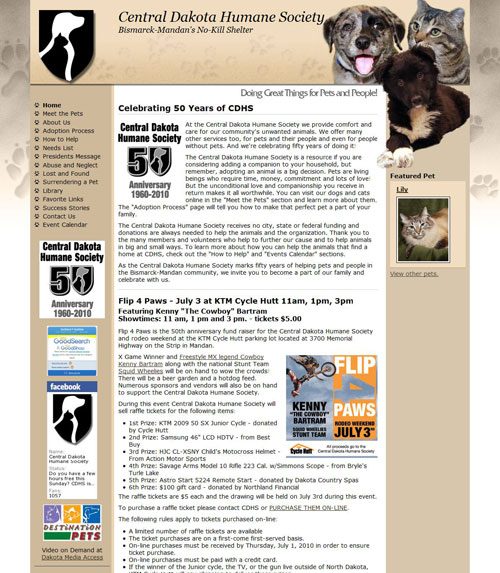 Central Dakota Humane Society
Bismarck-Mandan's No-Kill Shelter
Doing Great Things for Pets and People!
Home
Meet the Pets
About Us
Adoption Process
How to Help
Needs List
Presidents Message
Abuse and Neglect
Lost and Found
Surrendering a Pet
Library
Favorite Links
Success Stories
Contact Us
Event Calendar
Central Dakota
Humane Society
50
Anniversary
1960-2010
GoodSearch
GoodShop
facebook
Name:
Central Dakota
Humane Society
Status:
Do you have a few
hour's free this
Sunday? CDHS is...
Fans:
1057
DESTINATION
PETS
Video on Demand at
Dakota Media Access
Celebrating 50 Years of CDHS
Central Dakota
Humane Society
50
Anniversary
1960-2010
At the Central Dakota Humane Society we provide comfort and
care for our community's unwanted animals. We offer many
other services too, for pets and their people and even for people
without pets. And we're celebrating fifty years of doing it!
The Central Dakota Humane Society is a resource if you are
considering adding a companion to your household, but
remember, adopting an animal is a big decision. Pets are living
beings who require time, money, commitment and lots of love!
But the unconditional love and companionship you receive in
return makes it all worthwhile. You can visit our dogs and cats
online in the "Meet the Pets" section and learn more about them.
The "Adoption Process" page will tell you how to make that perfect pet a part of your
family.
The Central Dakota Humane Society receives no city, state or federal funding and
donations are always needed to help the animals and the organization. Thank you to
the many members and volunteers who help to further our cause and to help animals
in big and small ways. To learn more about how you can help the animals that find a
home at CDHS, check out the "How to Help" and "Events Calendar" sections.
As the Central Dakota Humane Society marks fifty years of helping pets and people in
the Bismarck-Mandan community, we invite you to become a part of our family and
celebrate with us.
Flip 4 Paws - July 3 at KTM Cycle Hutt 11am, 1pm, 3pm
Featuring Kenny "The Cowboy" Bartram
Showtimes: 11 am, 1 pm and 3 pm. - tickets $5.00
Flip 4 Paws is the 50th anniversary fund raiser for the Central Dakota Humane Society
and rodeo weekend at the KTM Cycle Hutt parking lot located at 3700 Memorial
Highway on the Strip in Mandan.
X Game Winner and Freestyle MX legend Cowboy
Kenny Bartram along with the national Stunt Team
Squid Wheelies will be on hand to wow the crowds!
There will be a beer garden and a hotdog feed.
Numerous sponsors and vendors will also be on hand
to support the Central Dakota Humane Society.
During this event Central Dakota Humane Society will
sell raffle tickets for the following items:
1st Prize: KTM 2009 50 SX Junior Cycle - donated
by Cycle Hutt
2nd Prize: Samsung 46" LCD HDTV - from Best
Buy
3rd Prize: HJC CL-XSNY Child's Motocross Helmet -
From Action Motor Sports
4th Prize: Savage Arms Model 10 Rifle 223 Cal. w/Simmons Scope - from Bryle's
Turle Lake
5th Prize: Astro Start 5224 Remote Start - donated by Dakota Country Spas
6th Prize: $100 gift card - donated by Northland Financial
The raffle tickets are $5 each and the drawing will be held on July 3rd during this event.
To purchase a raffle ticket please contact CDHS or PURCHASE THEM ON-LINE.
The following rules apply to tickets purchased on-line:
A limited number of raffle tickets are available
The ticket purchases are on a first-come first-served basis.
On-line purchases must be received by Thursday, July 1, 2010 in order to ensure
ticket purchase.
On-line purchases must be paid with a credit card.
If the winner of the Junior cycle, the TV, or the gun live outside of North Dakota,
FLIP
4
PAWS
KENNY
"THE COWBOY"
BARTRAM
SQUID WHEELIES
STUNT TEAM
RODEO WEEKEND
JULY 3RD
Cycle Hutt
All proceeds go to the
Central Dakota Humane Society
Featured Pet
Lily
View other pets.